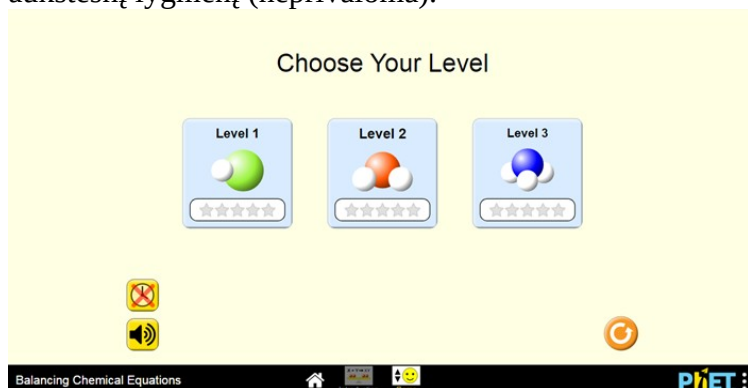 Choose Your Level
Level 1
Level 2
Level 3
Balancing Chemical Equations
PhET